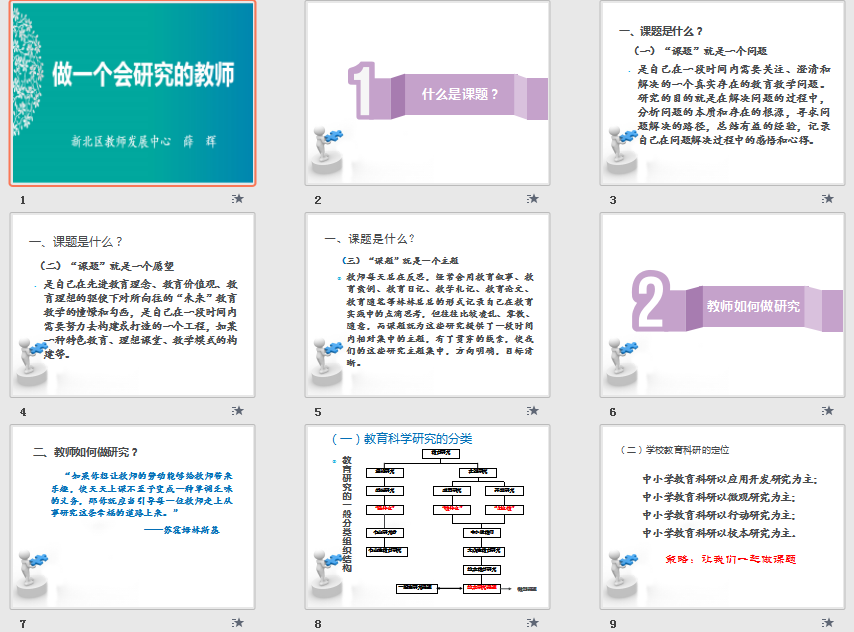 做一个会研究的教师
新北区教师发展中心 薛 辉
1
1
什么是课题？
2
一、课题是什么？
（一）“课题”就是一个问题
是自己在一段时间内需要关注、澄清和
解决的一个真实存在的教育教学问题。
研究的目的就是在解决问题的过程中，
分析问题的本质和存在的根源，寻求问
题解决的路径，总结有益的经验，记录
自己在问题解决过程中的感悟和心得。
3
一、课题是什么？
（二）“课题”就是一个愿望
是自己在先进教育理念、教育价值观、教
育理想的驱使下对所向往的“未来”教育
教学的憧憬和勾画，是自己在一段时间内
需要努力去构建或打造的一个工程，如某
一种特色教育、理想课堂、教学模式的构
建等。
4
一、课题是什么？
（三）“课题”就是一个主题
教师每天总在反思，经常会用教育叙事、教
育案例、教育日记、教学札记、教育论文、
教育随笔等林林总总的形式记录自己在教育
实践中的点滴思考，但往往比较凌乱、零散、
随意，而课题就为这些研究提供了一段时间
内相对集中的主题，有了贯穿的线索，使我
们的这些研究主题集中，方向明确，目标清
晰。
5
2
教师如何做研究
6
二、教师如何做研究？
“如果你想让教师的劳动能够给教师带来
乐趣，使天天上课不至于变成一种单调乏味
的义务，那你就应当引导每一位教师走上从
事研究这条幸福的道路上来。”
——苏霍姆林斯基
7
（一）教育科学研究的分类
教育研究的一般分类组织结构
8
（二）学校教育科研的定位
中小学教育科研以应用开发研究为主；
中小学教育科研以微观研究为主；
中小学教育科研以行动研究为主；
中小学教育科研以校本研究为主。
策略：让我们一起做课题
9